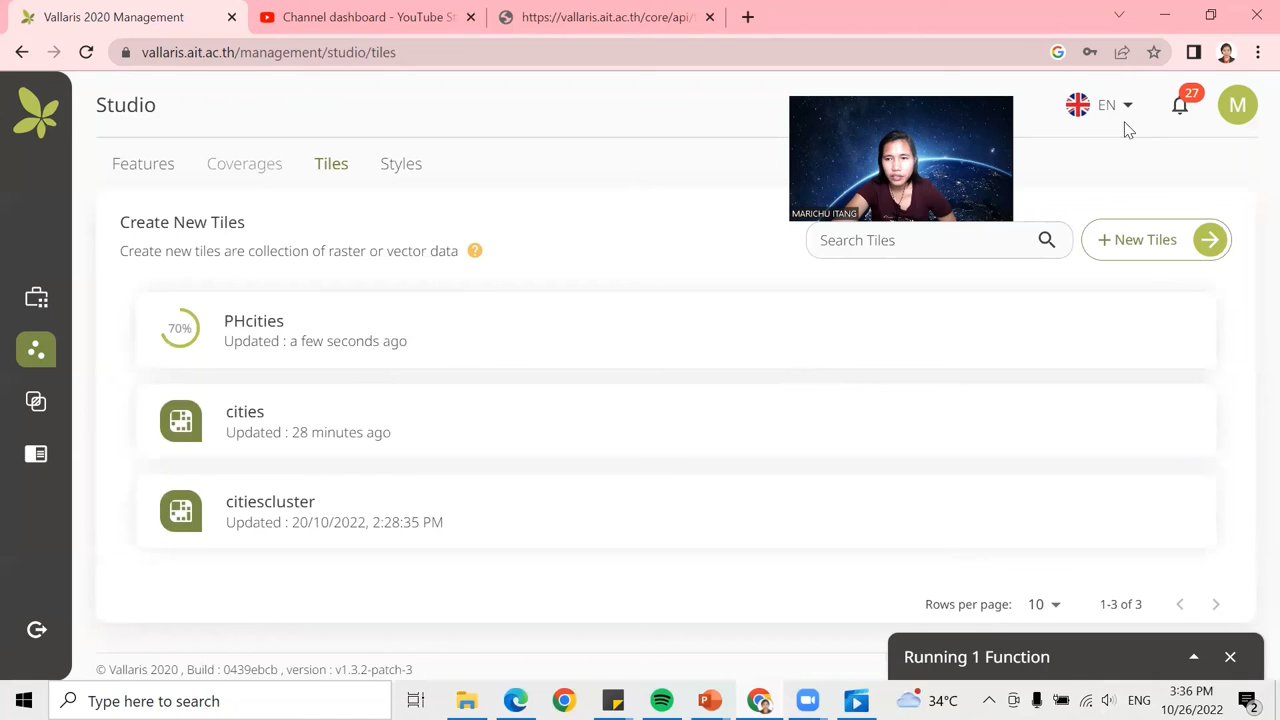 Vallaris 2020 Management
Channel dashboard - YouTube St
https://vallaris.ait.ac.th/core/api/
vallaris.ait.ac.th/management/studio/tiles
Studio
EN
27
M
Features
Coverages
Tiles
Styles
MARICHU ITANG
Create New Tiles
Create new tiles are collection of raster or vector data
?
Search Tiles
+ New Tiles
70%
PHcities
Updated : a few seconds ago
cities
Updated : 28 minutes ago
citiescluster
Updated : 20/10/2022, 2:28:35 PM
Rows per page:
10
1-3 of 3
© Vallaris 2020 , Build : 0439ebcb , version : v1.3.2-patch-3
Running 1 Function
Type here to search
34°C
ENG
3:36 PM
10/26/2022
2